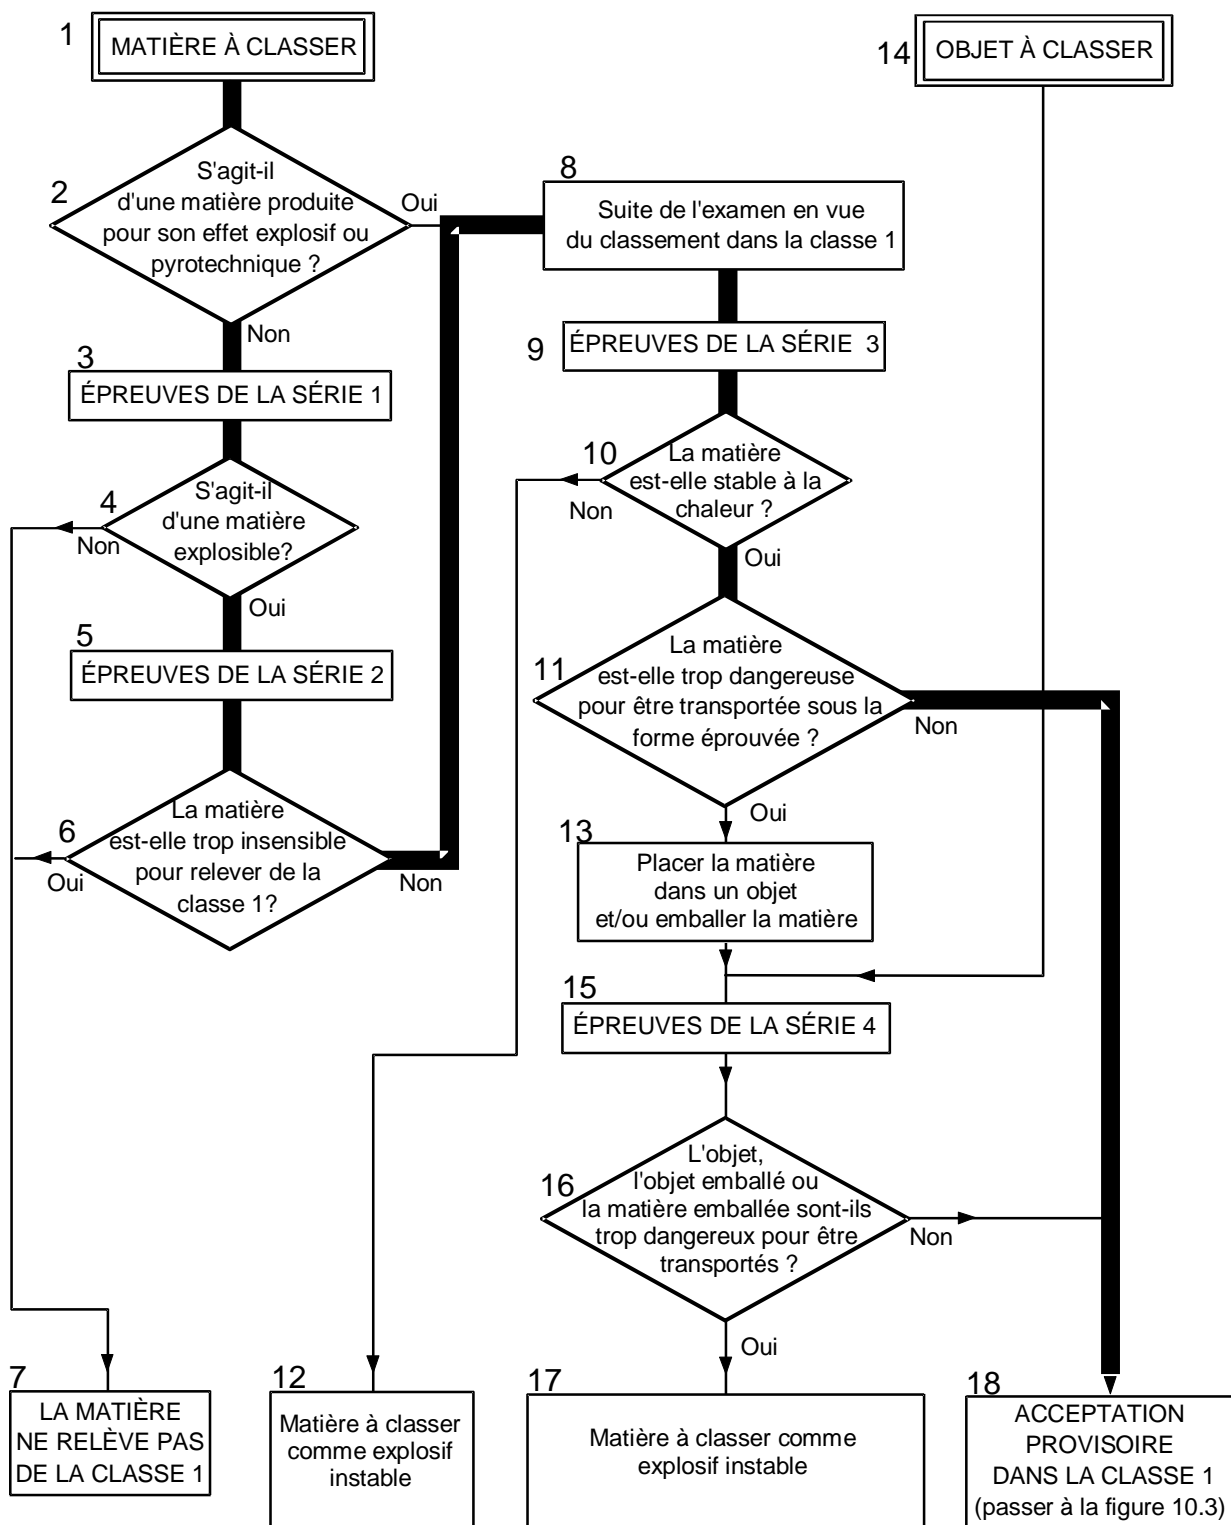 1
MATIÈRE À CLASSER
2
S'agit-il
d'une matière produite
pour son effet explosif ou
pyrotechnique ?
Oui
Non
3
ÉPREUVES DE LA SÉRIE 1
4
S'agit-il
d'une matière
explosible?
Non
Oui
5
ÉPREUVES DE LA SÉRIE 2
6
La matière
est-elle trop insensible
pour relever de la
classe 1?
Oui
Non
7
LA MATIÈRE
NE RELÈVE PAS
DE LA CLASSE 1
8
Suite de l'examen en vue
du classement dans la classe 1
9
ÉPREUVES DE LA SÉRIE 3
10
La matière
est-elle stable à la
chaleur ?
Non
Oui
11
La matière
est-elle trop dangereuse
pour être transportée sous la
forme éprouvée ?
Non
Oui
12
Matière à classer
comme explosif
instable
13
Placer la matière
dans un objet
et/ou emballer la matière
14
OBJET À CLASSER
15
ÉPREUVES DE LA SÉRIE 4
16
L'objet,
l'objet emballé ou
la matière emballée sont-ils
trop dangereux pour être
transportés ?
Non
Oui
17
Matière à classer comme
explosif instable
18
ACCEPTATION
PROVISOIRE
DANS LA CLASSE 1
(passer à la figure 10.3)